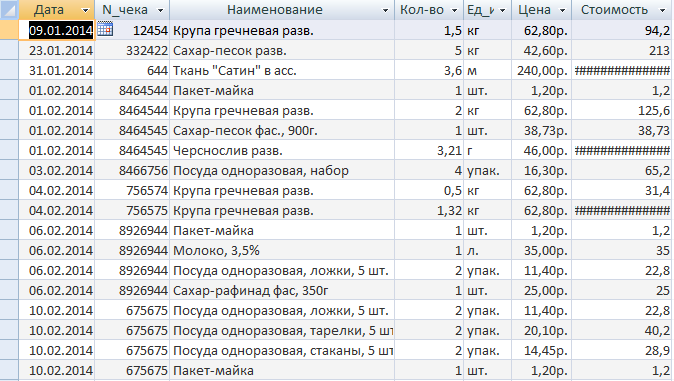 Дата N_чека Наименование Кол-во Ед_и Цена Стоимость
09.01.2014 12454 Крупа гречневая разв. 1,5 кг 62,80р. 94,2
23.01.2014 332422 Сахар-песок разв. 5 кг 42,60р. 213
31.01.2014 644 Ткань "Сатин" в асс. 3,6 м 240,00р. ##############
01.02.2014 8464544 Пакет-майка 1 шт. 1,20р. 1,2
01.02.2014 8464544 Крупа гречневая разв. 2 кг 62,80р. 125,6
01.02.2014 8464545 Сахар-песок фас., 900г. 1 шт. 38,73р. 38,73
01.02.2014 8464545 Черснослив разв. 3,21 г 46,00р. ##############
03.02.2014 8466756 Посуда одноразовая, набор 4 упак. 16,30р. 65,2
04.02.2014 756574 Крупа гречневая разв. 0,5 кг 62,80р. 31,4
04.02.2014 756575 Крупа гречневая разв. 1,32 кг 62,80р. ##############
06.02.2014 8926944 Пакет-майка 1 шт. 1,20р. 1,2
06.02.2014 8926944 Молоко, 3,5% 1 л. 35,00р. 35
06.02.2014 8926944 Посуда одноразовая, ложки, 5 шт. 2 упак. 11,40р. 22,8
06.02.2014 8926944 Сахар-рафинад фас, 350г 1 шт. 25,00р. 25
10.02.2014 675675 Посуда одноразовая, ложки, 5 шт. 2 упак. 11,40р. 22,8
10.02.2014 675675 Посуда одноразовая, тарелки, 5 шт 2 упак. 20,10р. 40,2
10.02.2014 675675 Посуда одноразовая, стаканы, 5 шт 2 упак. 14,45р. 28,9
10.02.2014 675675 Пакет-майка 1 шт. 1,20р. 1,2